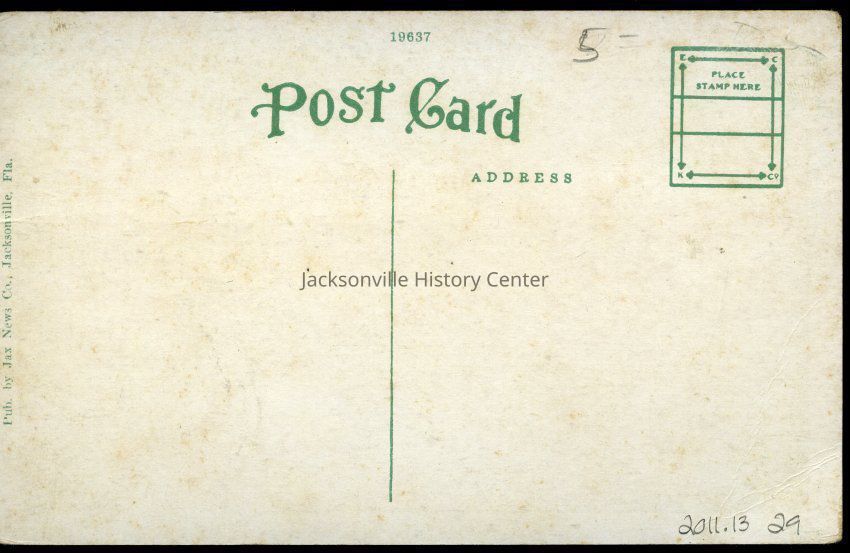 19637
5=
E C
PLACE
STAMP HERE
K Co
Post Card
ADDRESS
Pub. by Jax News Co., Jacksonville, Fla.
Jacksonville History Center
2011.13 29